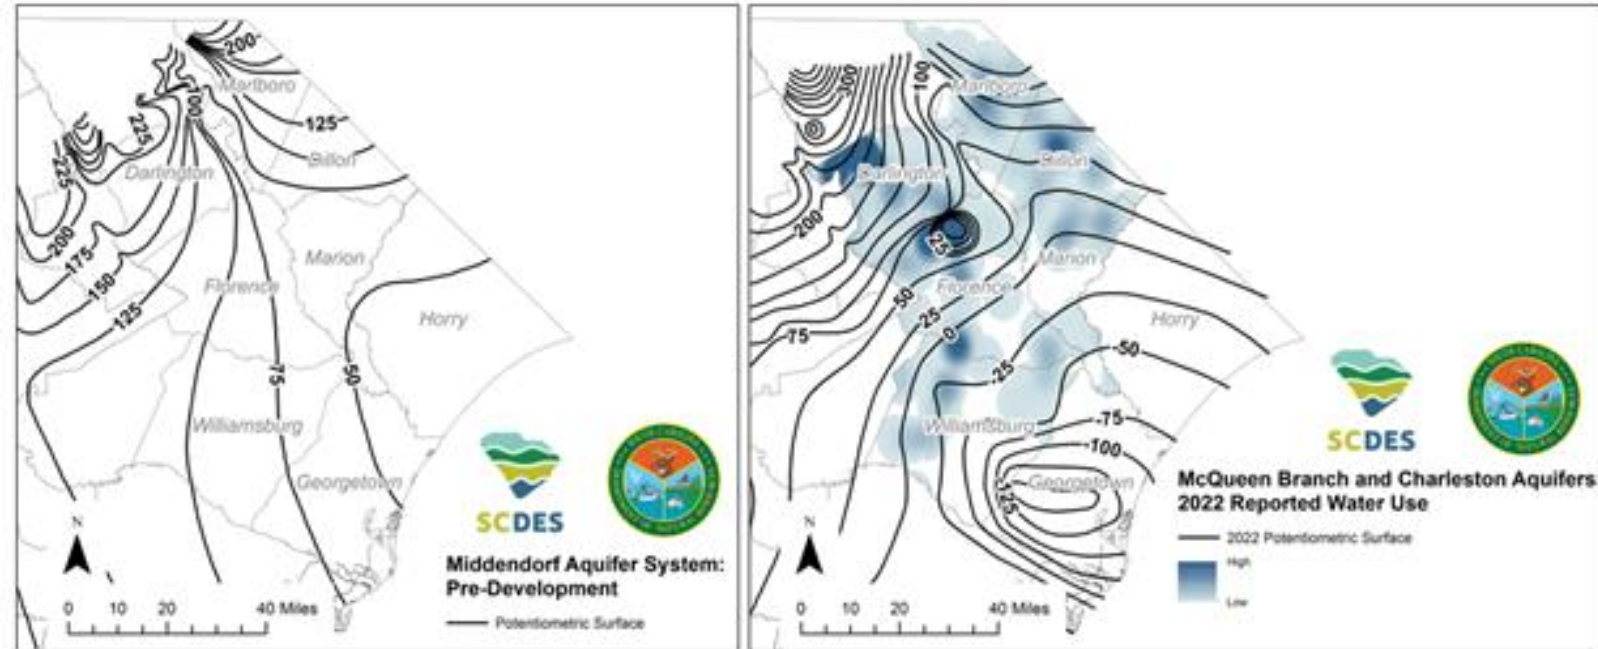 200
Marlboro
100
225
125
Dillon
225
Darlington
200
175
Marion
150
Florence
125
Horry
75
50
Williamsburg
Georgetown
SCDES
N
Middendorf Aquifer System:
Pre-Development
0 10 20 40 Miles
Potentiometric Surface
300
100
Marlboro
Dillon
Darlington
200
25
Marion
Florence
50
25
75
0
Horry
-50
-25
-75
Williamsburg
-100
Georgetown
-125
SCDES
McQueen Branch and Charleston Aquifers
2022 Reported Water Use
N
2022 Potentiometric Surface
High
Low
0 10 20 40 Miles